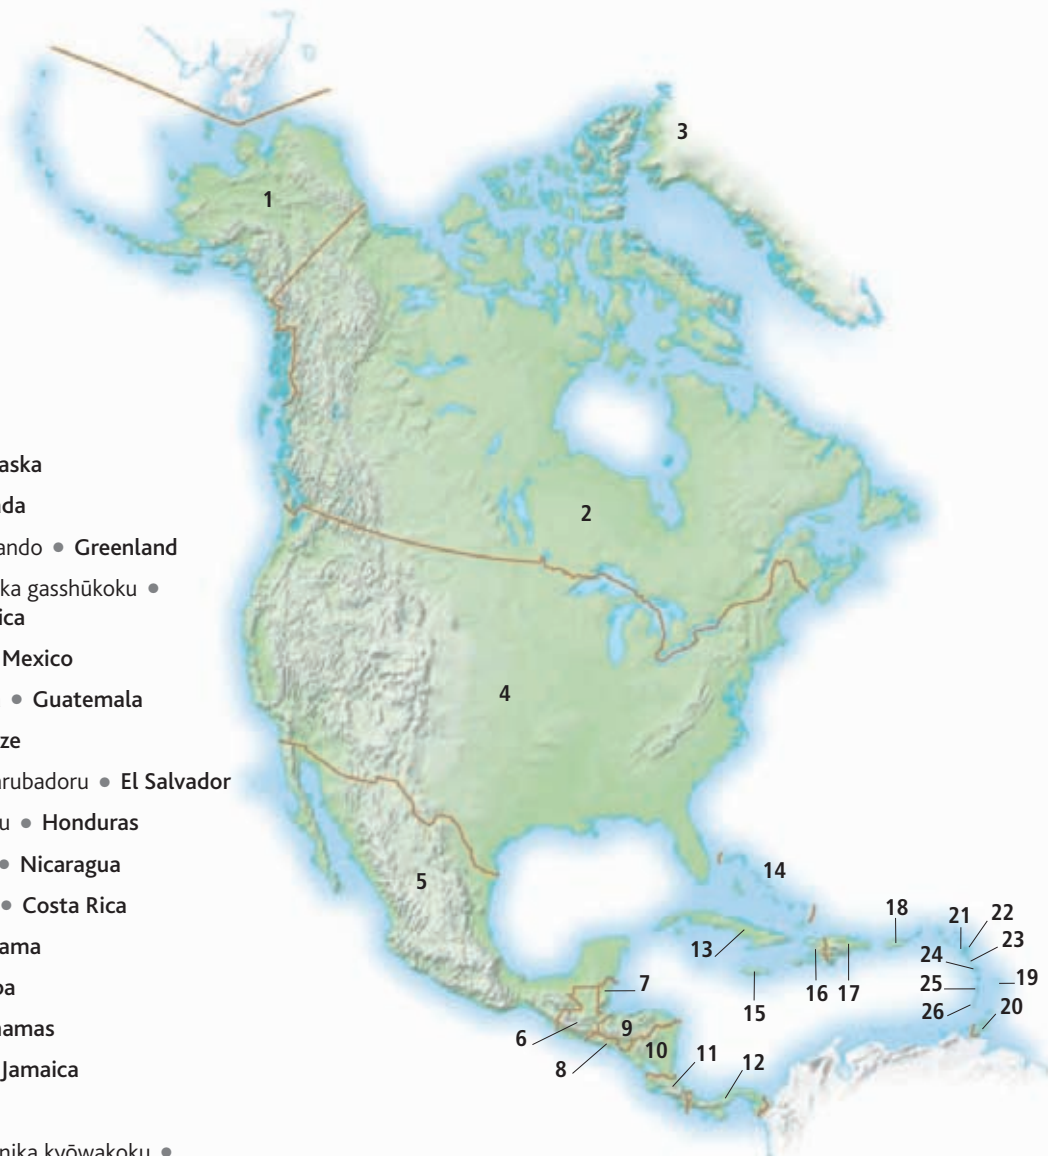 1
2
3
4
5
6
7
8
9
10
11
12
13
14
15
16
17
18
19
20
21
22
23
24
25
26
aska
da
ando • Greenland
ka gasshūkoku •
ica
Mexico
• Guatemala
ze
arubadoru • El Salvador
u • Honduras
• Nicaragua
• Costa Rica
ama
ba
hamas
Jamaica
nika kyōwakoku •